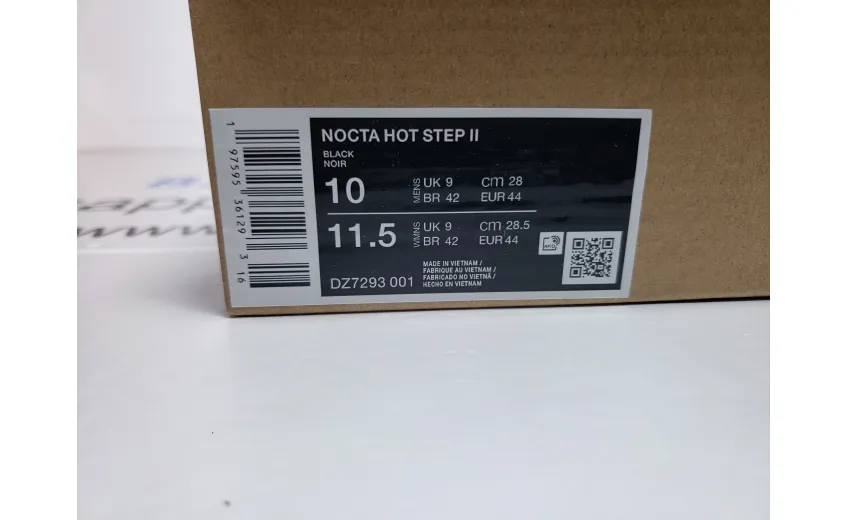 NOCTA HOT STEP II
BLACK
NOIR
10 MENS UK 9 cm 28
BR 42 EUR 44
11.5 WMNS UK 9 cm 28.5
BR 42 EUR 44
DZ7293 001
MADE IN VIETNAM /
FABRIQUE AU VIETNAM /
FABRICADO NO VIETNÃ /
HECHO EN VIETNAM
1 97595 36129 3 16